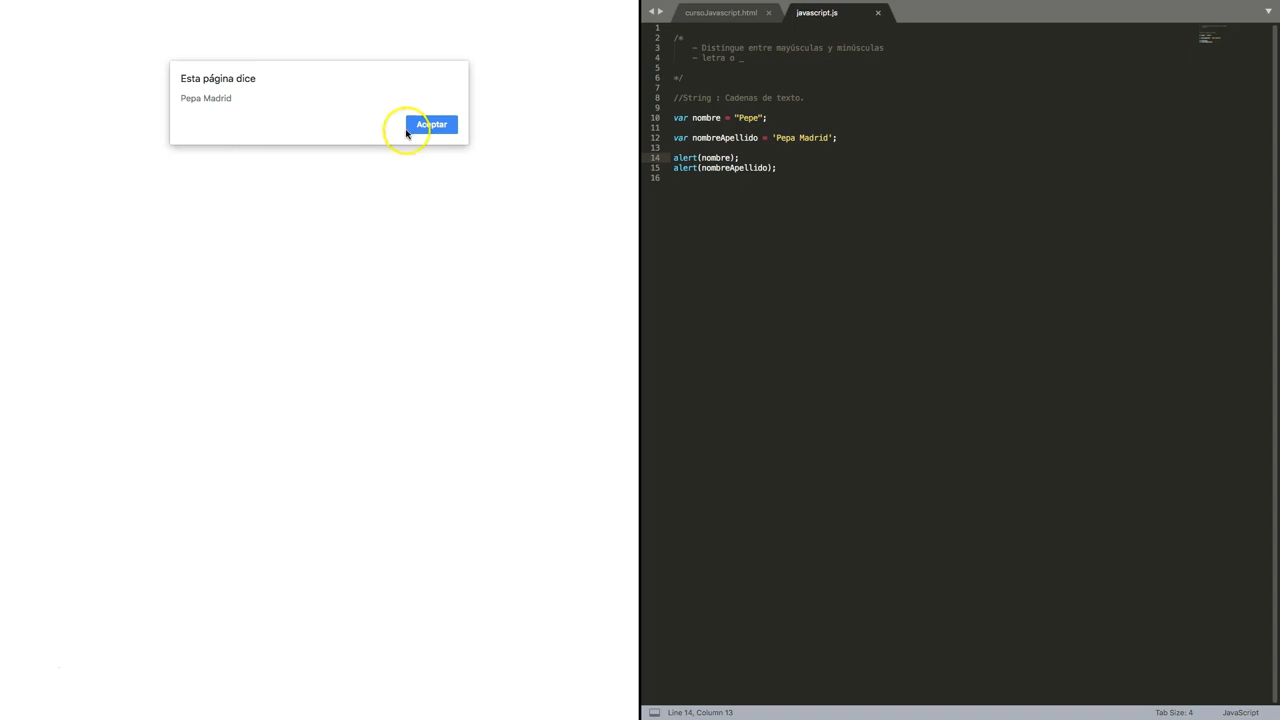 Esta página dice
Pepa Madrid
Aceptar
cursoJavascript.html
javascript.js
1
2 /*
3 - Distingue entre mayúsculas y minúsculas
4 - letra o _
5
6 */
7
8 //String : Cadenas de texto.
9
10 var nombre = "Pepe";
11
12 var nombreApellido = 'Pepa Madrid';
13
14 alert(nombre);
15 alert(nombreApellido);
16
Line 14, Column 13
Tab Size: 4
JavaScript